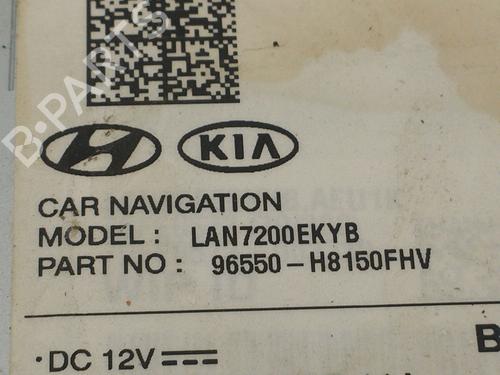 B-PARTS
KIA
CAR NAVIGATION
MODEL : LAN7200EKYB
PART NO : 96550-H8150FHV
B
·DC 12V